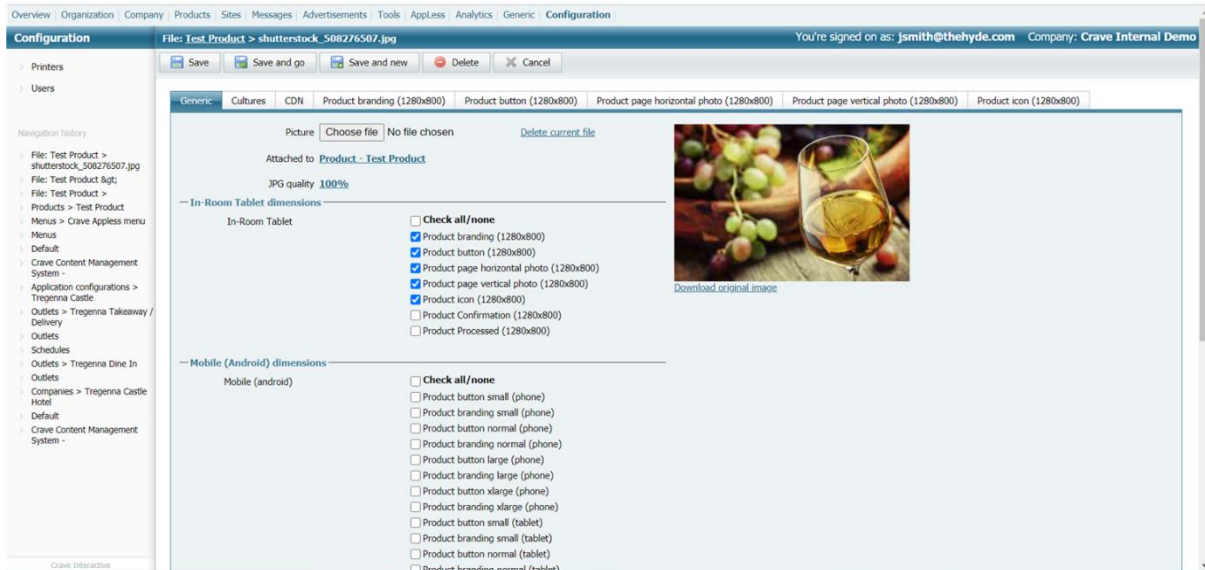 Overview Organization Company Products Sites Messages Advertisements Tools AppLess Analytics Generic Configuration
Configuration
File: Test Product > shutterstock_508276507.jpg
You're signed on as: jsmith@thehyde.com Company: Crave Internal Demo
Printers
Users
Navigation history
File: Test Product >
shutterstock_508276507.jpg
File: Test Product &gt;
File: Test Product >
Products > Test Product
Menus > Crave Appless menu
Menus
Default
Crave Content Management
System -
Application configurations >
Tregenna Castle
Outlets > Tregenna Takeaway /
Delivery
Outlets
Schedules
Outlets > Tregenna Dine In
Outlets
Companies > Tregenna Castle
Hotel
Default
Crave Content Management
System -
Crave Interactive
Save Save and go Save and new Delete Cancel
Generic Cultures CDN Product branding (1280x800) Product button (1280x800) Product page horizontal photo (1280x800) Product page vertical photo (1280x800) Product icon (1280x800)
Picture Choose file No file chosen Delete current file
Attached to Product - Test Product
JPG quality 100%
In-Room Tablet dimensions
In-Room Tablet Check all/none
Product branding (1280x800)
Product button (1280x800)
Product page horizontal photo (1280x800)
Product page vertical photo (1280x800)
Product icon (1280x800)
Product Confirmation (1280x800)
Product Processed (1280x800)
Download original image
Mobile (Android) dimensions
Mobile (android) Check all/none
Product button small (phone)
Product branding small (phone)
Product button normal (phone)
Product branding normal (phone)
Product button large (phone)
Product branding large (phone)
Product button xlarge (phone)
Product branding xlarge (phone)
Product button small (tablet)
Product branding small (tablet)
Product button normal (tablet)
Product branding normal (tablet)